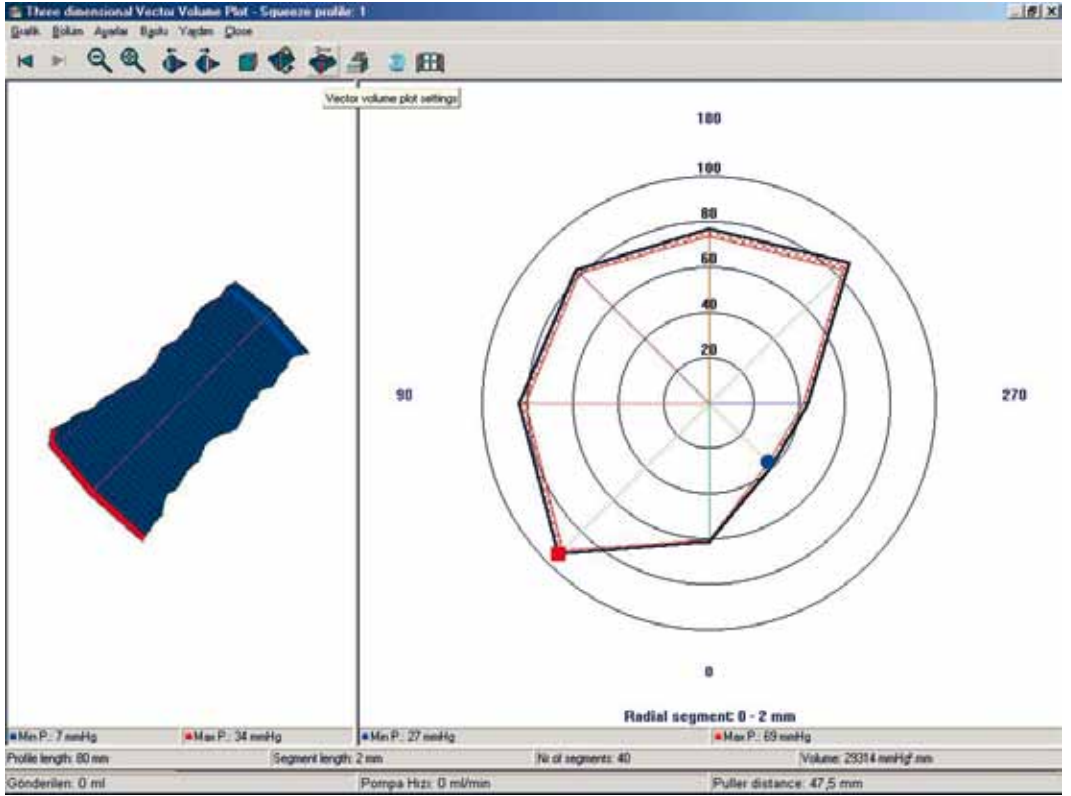 Three dimensional Vector Volume Plot - Squeeze profile: 1
Grafik Bölüm Ayarlar Baskı Yardım Close
Vector volume plot settings
180
100
80
60
40
20
90
270
0
Radial segment: 0 - 2 mm
Min P.: 7 mmHg Max P.: 34 mmHg Min P.: 27 mmHg Max P.: 69 mmHg
Profile length: 80 mm Segment length: 2 mm Nr of segments: 40 Volume: 29314 mmHg² mm
Gönderilen: 0 ml Pompa Hızı: 0 ml/min Puller distance: 47,5 mm